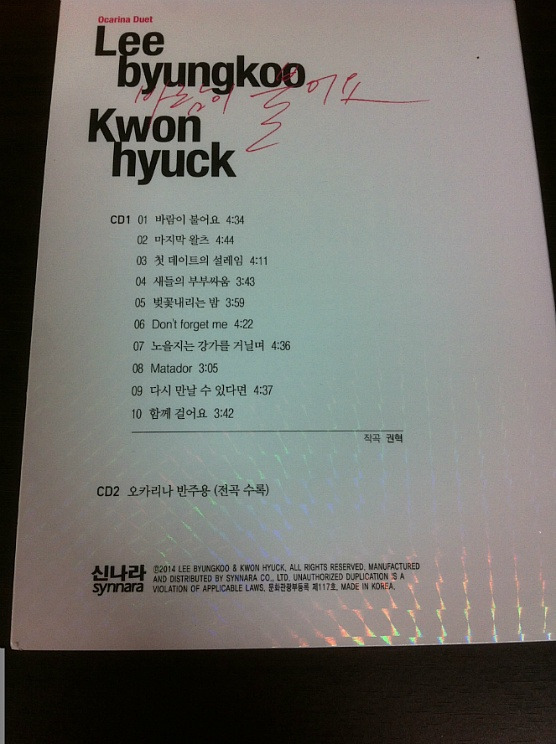 Ocarina Duet
Lee
byungkoo
바람이 불어요
Kwon
hyuck
CD1 01 바람이 불어요 4:34
02 마지막 왈츠 4:44
03 첫 데이트의 설레임 4:11
04 새들의 부부싸움 3:43
05 벚꽃내리는 밤 3:59
06 Don't forget me 4:22
07 노을지는 강가를 거닐며 4:36
08 Matador 3:05
09 다시 만날 수 있다면 4:37
10 함께 걸어요 3:42
작곡 권혁
CD2 오카리나 반주용 (전곡 수록)
신나라
synnara
℗2014 LEE BYUNGKOO & KWON HYUCK, ALL RIGHTS RESERVED, MANUFACTURED
AND DISTRIBUTED BY SYNNARA CO., LTD. UNAUTHORIZED DUPLICATION IS A
VIOLATION OF APPLICABLE LAWS. 문화관광부등록 제117호. MADE IN KOREA.